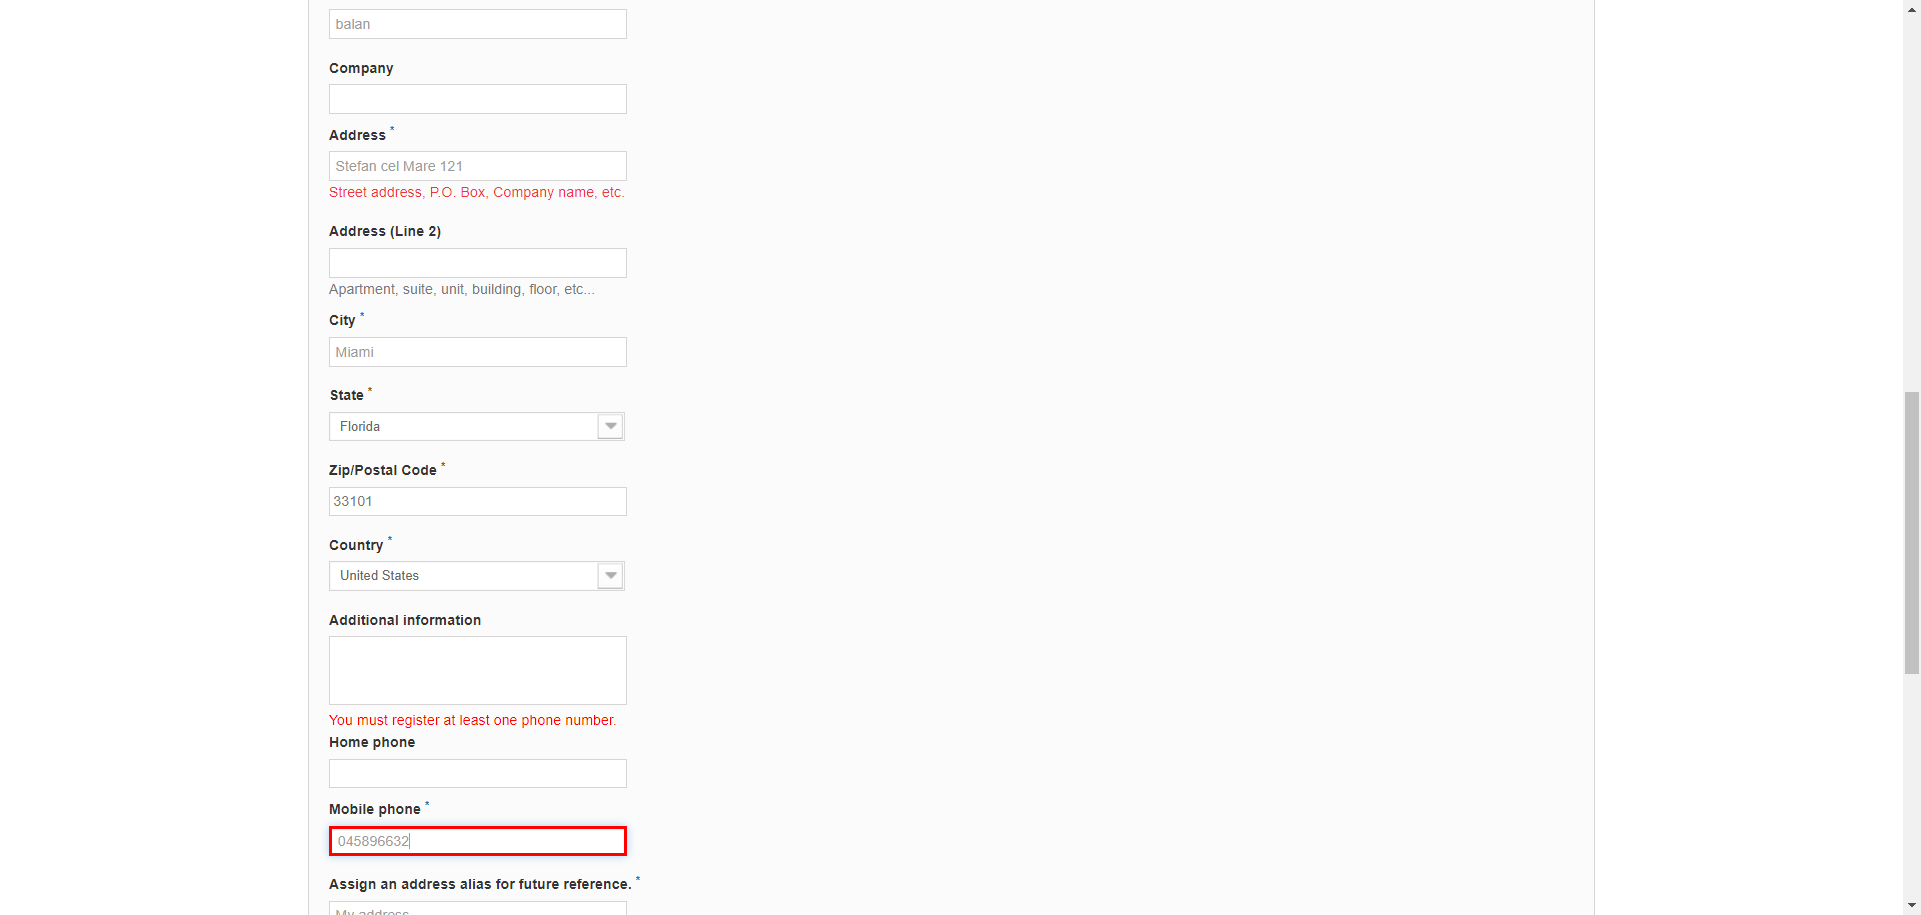 balan
Company
Address *
Stefan cel Mare 121
Street address, P.O. Box, Company name, etc.
Address (Line 2)
Apartment, suite, unit, building, floor, etc...
City *
Miami
State *
Florida
Zip/Postal Code *
33101
Country *
United States
Additional information
You must register at least one phone number.
Home phone
Mobile phone *
045896632
Assign an address alias for future reference. *
My address